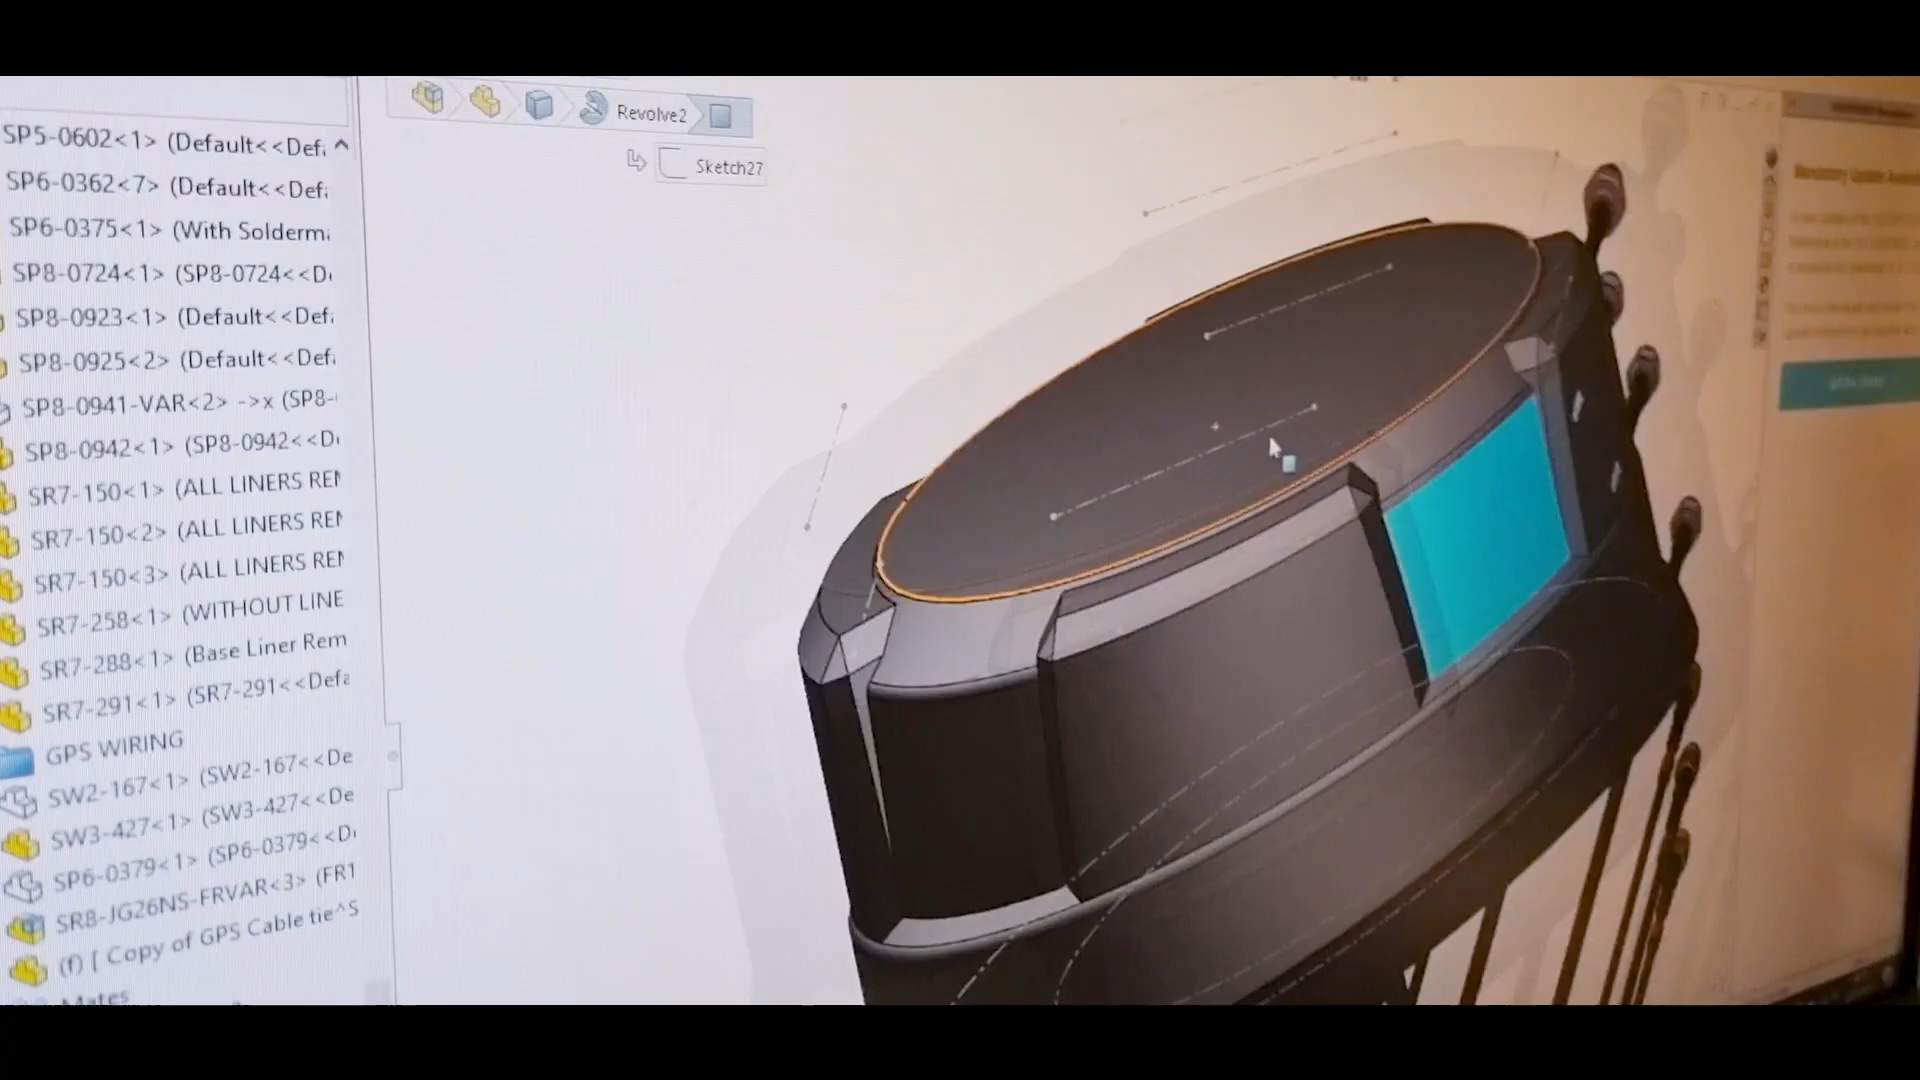 Revolve2
Sketch27
SP5-0602<1> (Default<<Def
SP6-0362<7> (Default<<Def
SP6-0375<1> (With Solderm
SP8-0724<1> (SP8-0724<<D
SP8-0923<1> (Default<<Def
SP8-0925<2> (Default<<Def
SP8-0941-VAR<2> ->x (SP8-
SP8-0942<1> (SP8-0942<<D
SR7-150<1> (ALL LINERS REM
SR7-150<2> (ALL LINERS REM
SR7-150<3> (ALL LINERS REM
SR7-258<1> (WITHOUT LINE
SR7-288<1> (Base Liner Rem
SR7-291<1> (SR7-291<<Defa
GPS WIRING
SW2-167<1> (SW2-167<<De
SW3-427<1> (SW3-427<<De
SP6-0379<1> (SP6-0379<<D
SR8-JG26NS-FRVAR<3> (FR1
(f) [ Copy of GPS Cable tie^S
Mates